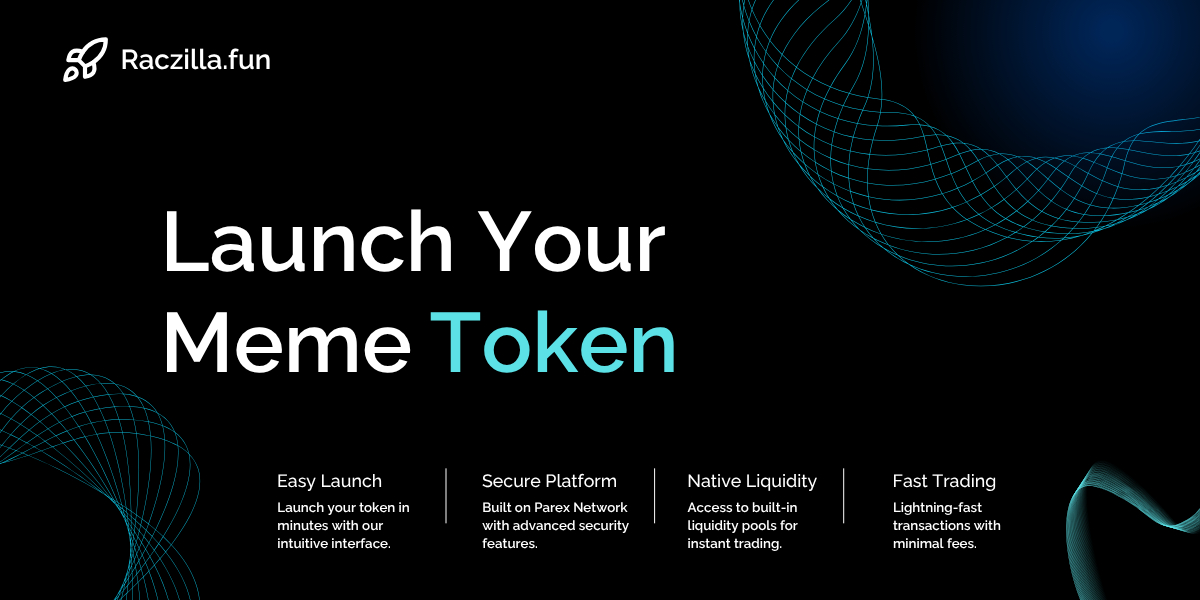 Raczilla.fun
Launch Your
Meme Token
Easy Launch
Launch your token in
minutes with our
intuitive interface.
Secure Platform
Built on Parex Network
with advanced security
features.
Native Liquidity
Access to built-in
liquidity pools for
instant trading.
Fast Trading
Lightning-fast
transactions with
minimal fees.